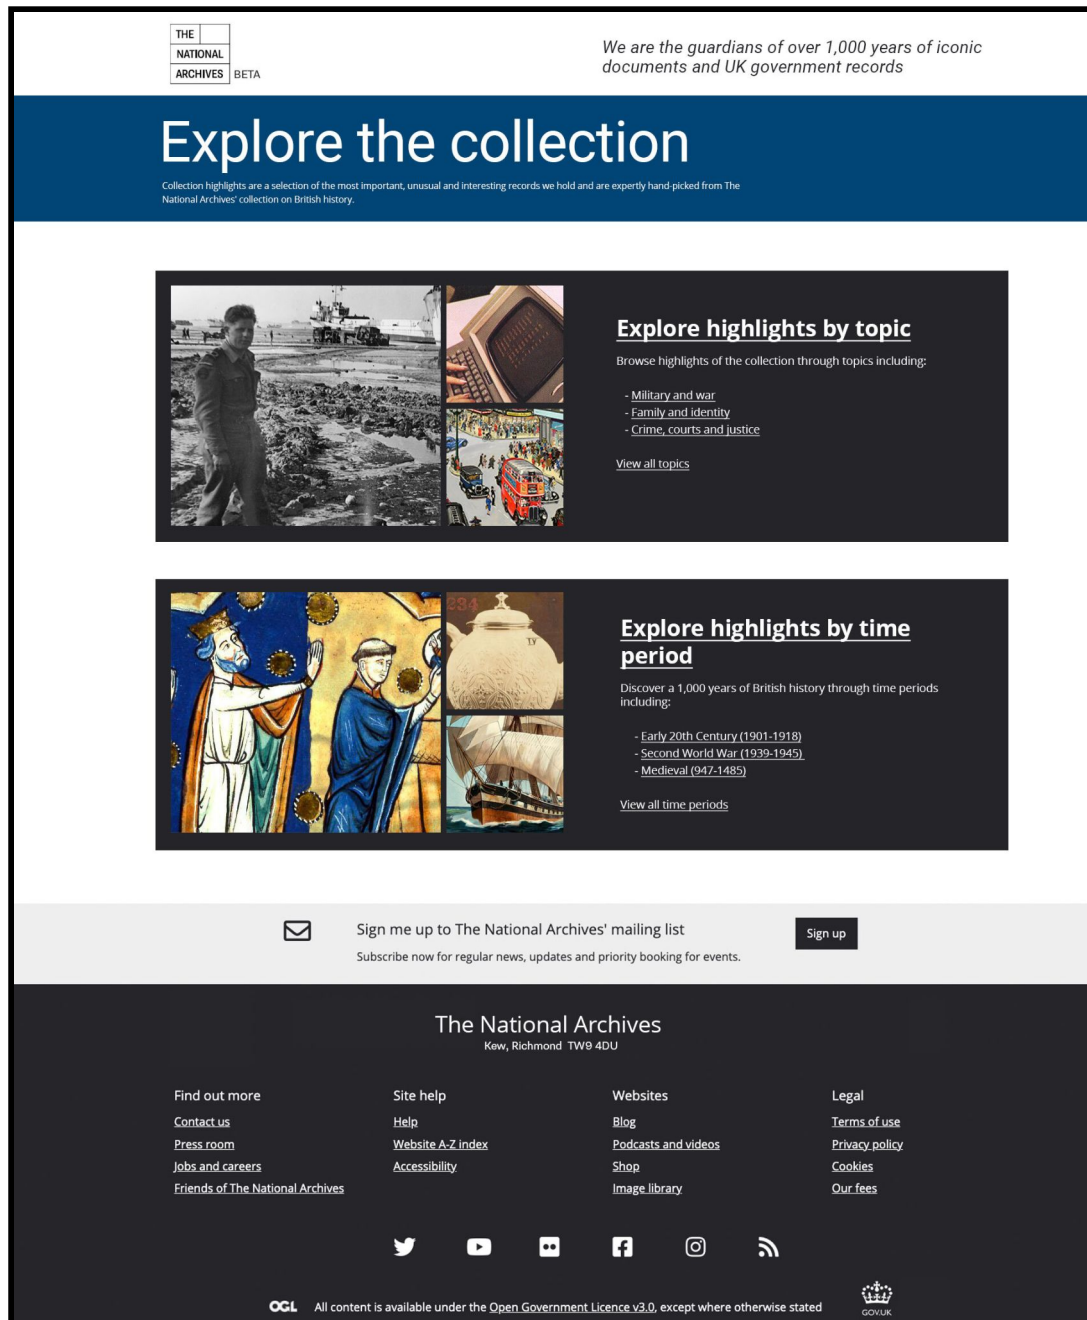 THE
NATIONAL
ARCHIVES BETA
We are the guardians of over 1,000 years of iconic
documents and UK government records
Explore the collection
Collection highlights are a selection of the most important, unusual and interesting records we hold and are expertly hand-picked from The
National Archives' collection on British history.
Explore highlights by topic
Browse highlights of the collection through topics including:
- Military and war
- Family and identity
- Crime, courts and justice
View all topics
234
Explore highlights by time
period
Discover a 1,000 years of British history through time periods
including:
- Early 20th Century (1901-1918)
- Second World War (1939-1945)
- Medieval (947-1485)
View all time periods
Sign me up to The National Archives' mailing list
Subscribe now for regular news, updates and priority booking for events.
Sign up
The National Archives
Kew, Richmond TW9 4DU
Find out more
Contact us
Press room
Jobs and careers
Friends of The National Archives
Site help
Help
Website A-Z index
Accessibility
Websites
Blog
Podcasts and videos
Shop
Image library
Legal
Terms of use
Privacy policy
Cookies
Our fees
OGL All content is available under the Open Government Licence v3.0, except where otherwise stated
GOV.UK